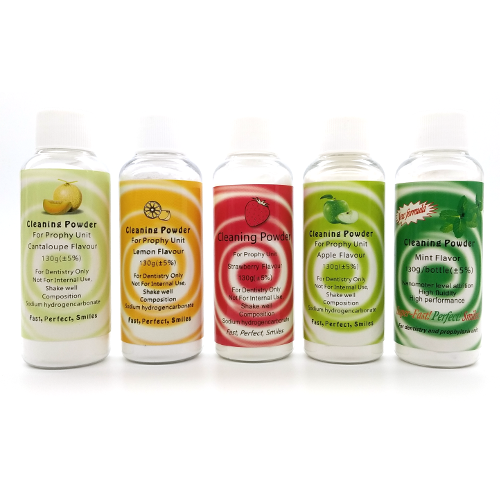 Cleaning Powder
For Prophy Unit
Cantaloupe Flavour
130g(±5%)
For Dentistry Only
Not For Internal Use,
Shake well
Composition
Sodium hydrogencarbonate
Fast, Perfect, Smiles
Cleaning Powder
For Prophy Unit
Lemon Flavour
130g(±5%)
For Dentistry Only
Not For Internal Use,
Shake well
Composition
Sodium hydrogencarbonate
Fast, Perfect, Smiles
Cleaning Powder
For Prophy Unit
Strawberry Flavour
130g(±5%)
For Dentistry Only
Not For Internal Use
Shake well
Composition
Sodium hydrogencarbonate
Fast, Perfect, Smiles
Cleaning Powder
For Prophy Unit
Apple Flavour
130g(±5%)
For Dentistry Only
Not For Internal Use,
Shake well
Composition
Sodium hydrogencarbonate
Fast, Perfect, Smiles
New formula
Cleaning Powder
Mint Flavor
30g/bottle(±5%)
High performance
Fast! Perfect
For dentistry and prophy